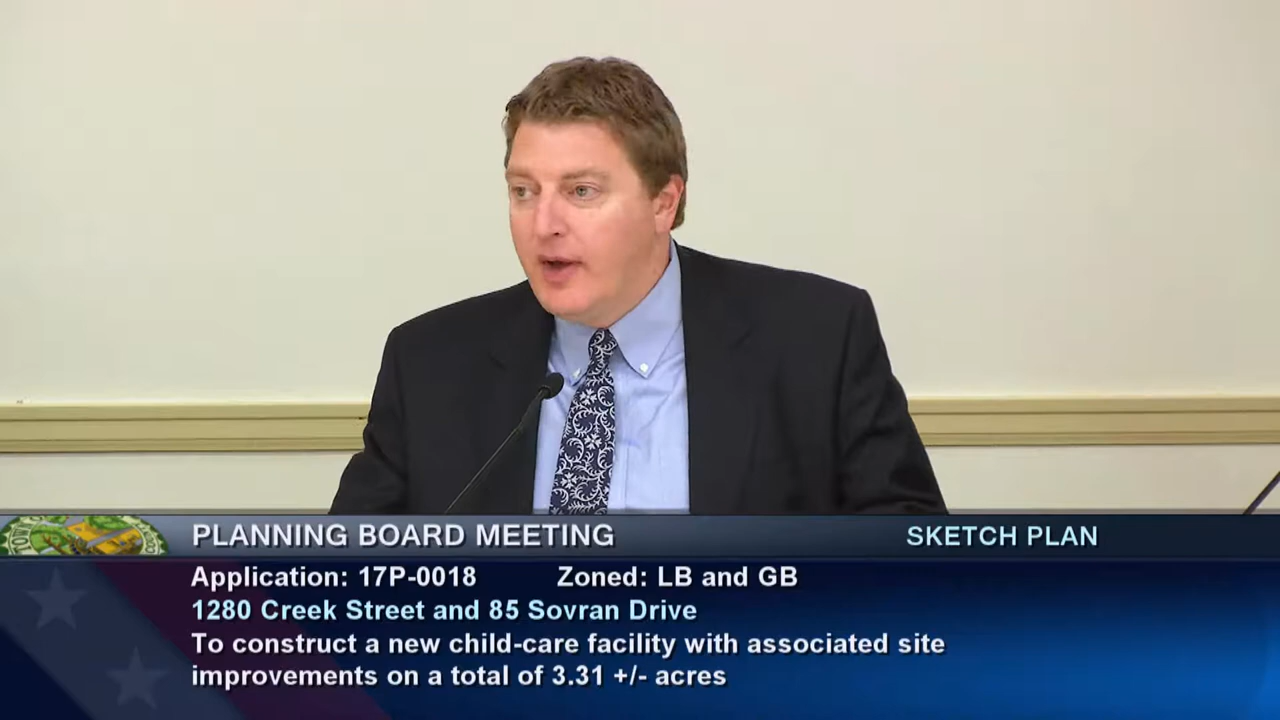 PLANNING BOARD MEETING
SKETCH PLAN
Application: 17P-0018
Zoned: LB and GB
1280 Creek Street and 85 Sovran Drive
To construct a new child-care facility with associated site
improvements on a total of 3.31 +/- acres